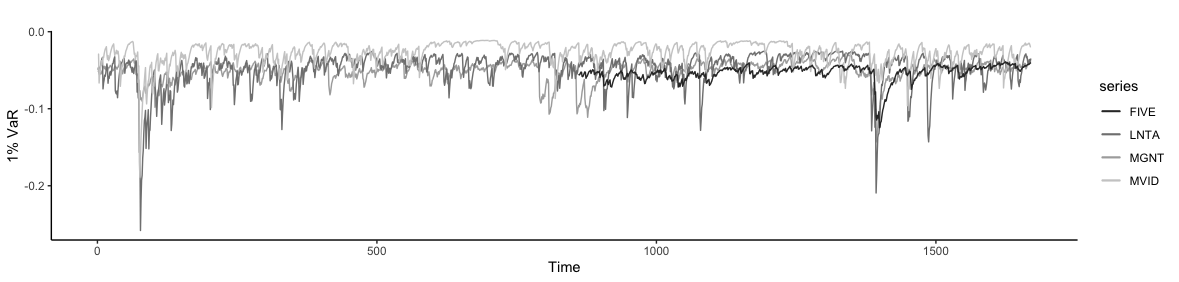 0.0
-0.1
-0.2
1% VaR
0
500
1000
1500
Time
series
FIVE
LNTA
MGNT
MVID